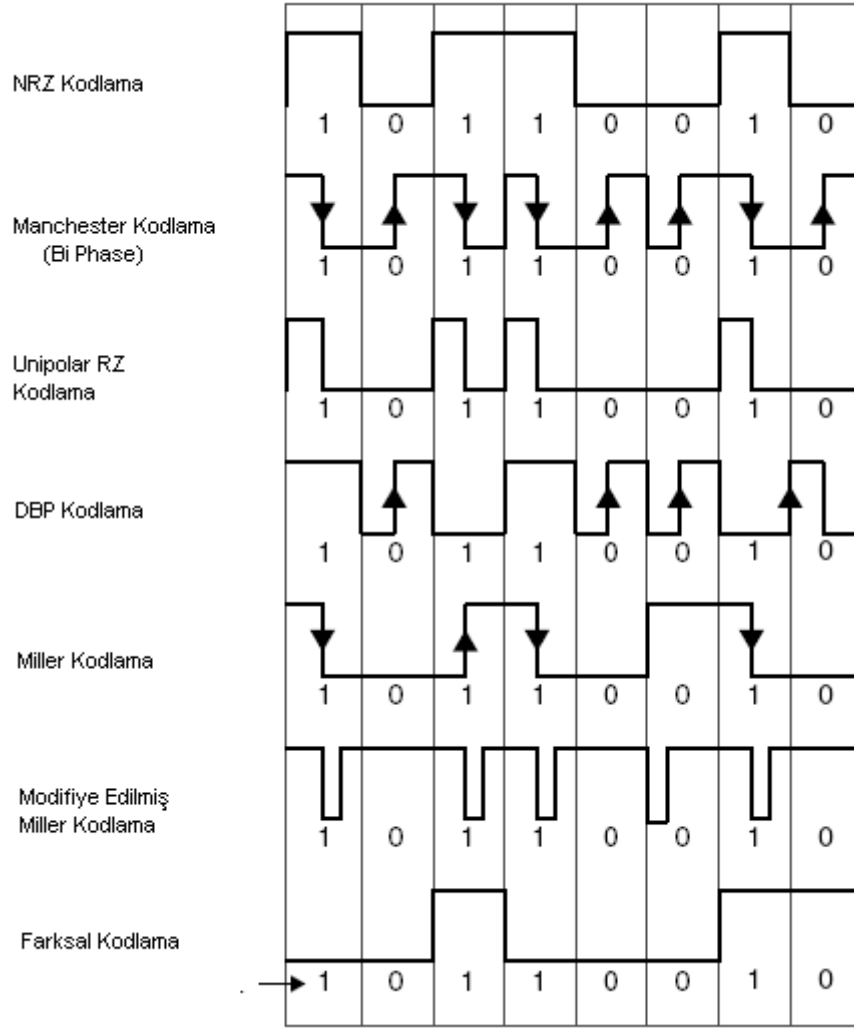 NRZ Kodlama
1 0 1 1 0 0 1 0
Manchester Kodlama
(Bi Phase)
1 0 1 1 0 0 1 0
Unipolar RZ
Kodlama
1 0 1 1 0 0 1 0
DBP Kodlama
1 0 1 1 0 0 1 0
Miller Kodlama
1 0 1 1 0 0 1 0
Modifiye Edilmiş
Miller Kodlama
1 0 1 1 0 0 1 0
Farksal Kodlama
. 1 0 1 1 0 0 1 0